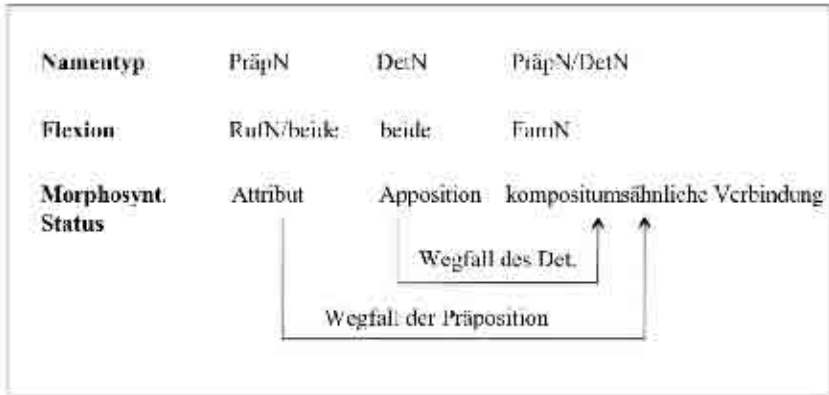 Namentyp PräpN DetN PräpN/DetN
Flexion RufN/beide beide FamN
Morphosynt. Attribut Apposition kompositumsähnliche Verbindung
Status
Wegfall des Det.
Wegfall der Präposition